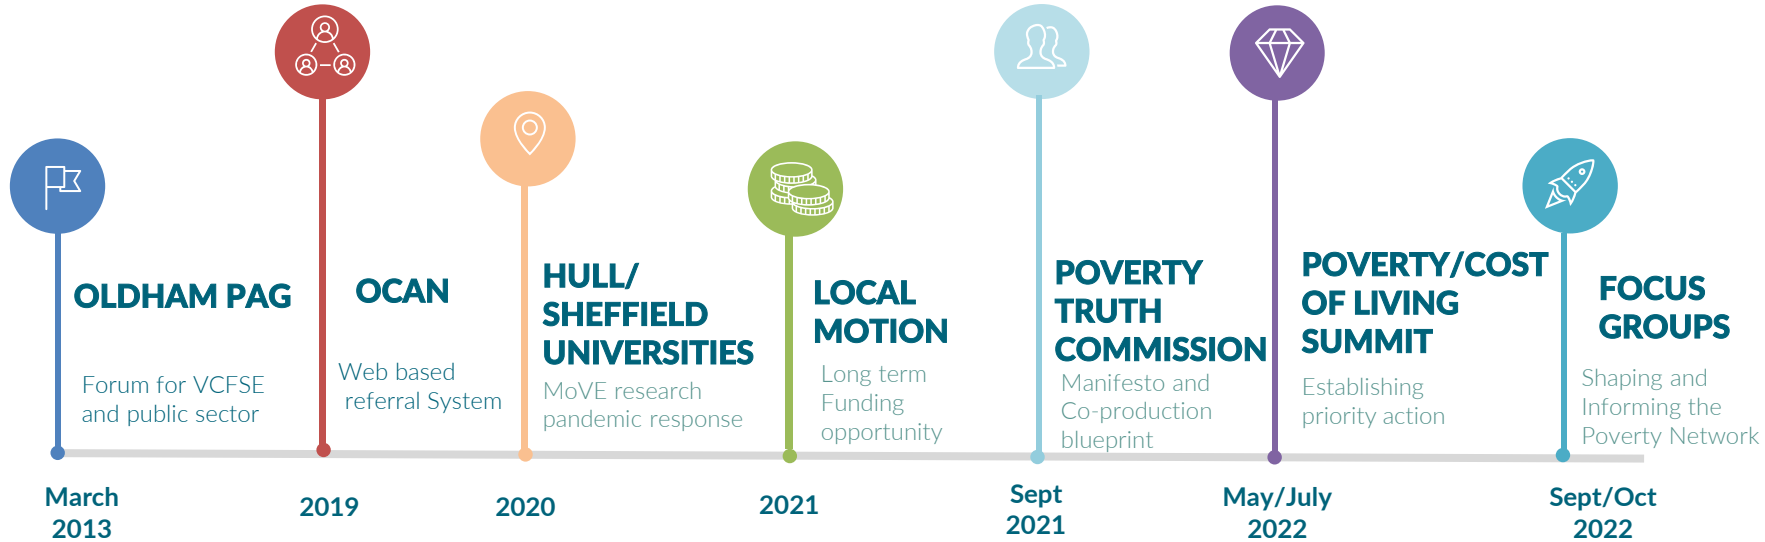 OLDHAM PAG
Forum for VCFSE
and public sector
March
2013
OCAN
Web based
referral System
2019
HULL/
SHEFFIELD
UNIVERSITIES
MoVE research
pandemic response
2020
LOCAL
MOTION
Long term
Funding
opportunity
2021
POVERTY
TRUTH
COMMISSION
Manifesto and
Co-production
blueprint
Sept
2021
POVERTY/COST
OF LIVING
SUMMIT
Establishing
priority action
May/July
2022
FOCUS
GROUPS
Shaping and
Informing the
Poverty Network
Sept/Oct
2022